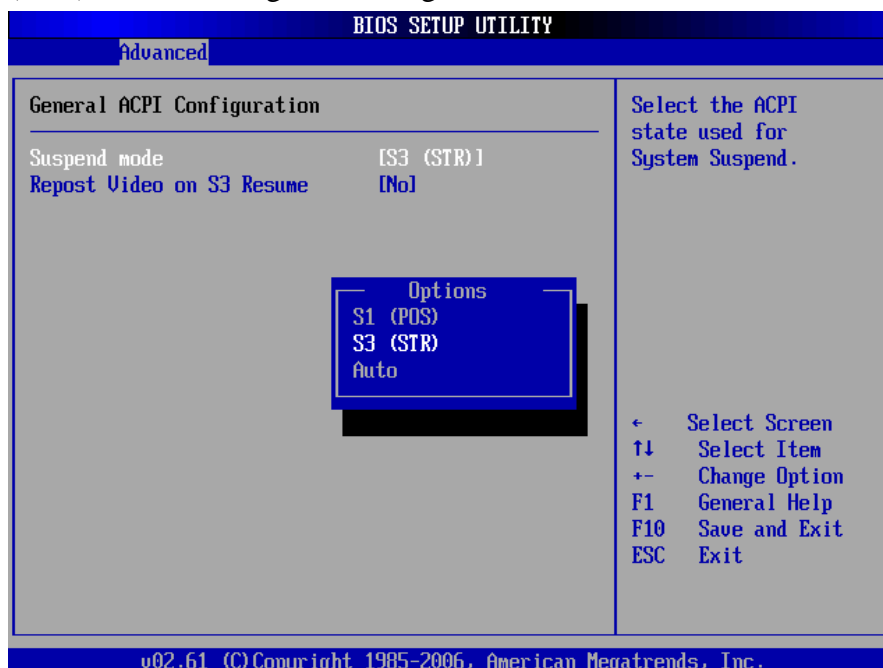 BIOS SETUP UTILITY
Advanced
General ACPI Configuration
Suspend mode [S3 (STR)]
Repost Video on S3 Resume [No]
Options
S1 (POS)
S3 (STR)
Auto
Select the ACPI
state used for
System Suspend.
← Select Screen
↑↓ Select Item
+- Change Option
F1 General Help
F10 Save and Exit
ESC Exit
v02.61 (C)Copyright 1985-2006, American Megatrends, Inc.